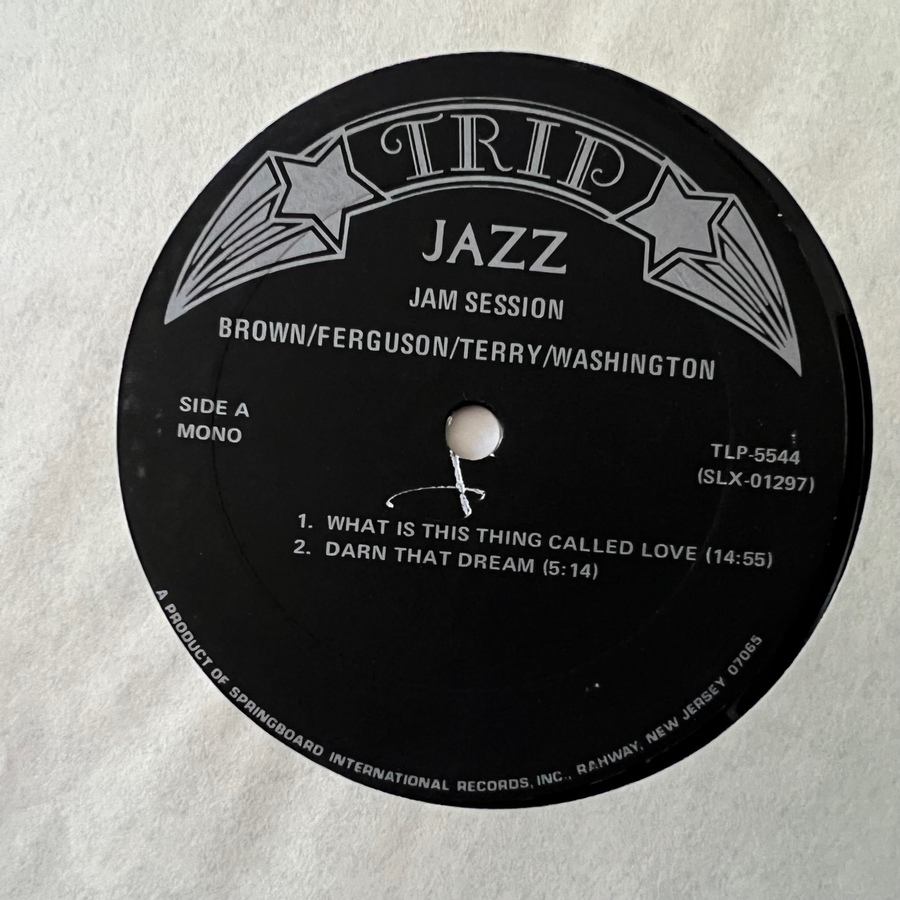 TRIP
JAZZ
JAM SESSION
BROWN/FERGUSON/TERRY/WASHINGTON
SIDE A
MONO
TLP-5544
(SLX-01297)
1. WHAT IS THIS THING CALLED LOVE (14:55)
2. DARN THAT DREAM (5:14)
A PRODUCT OF SPRINGBOARD INTERNATIONAL RECORDS, INC., RAHWAY, NEW JERSEY 07065